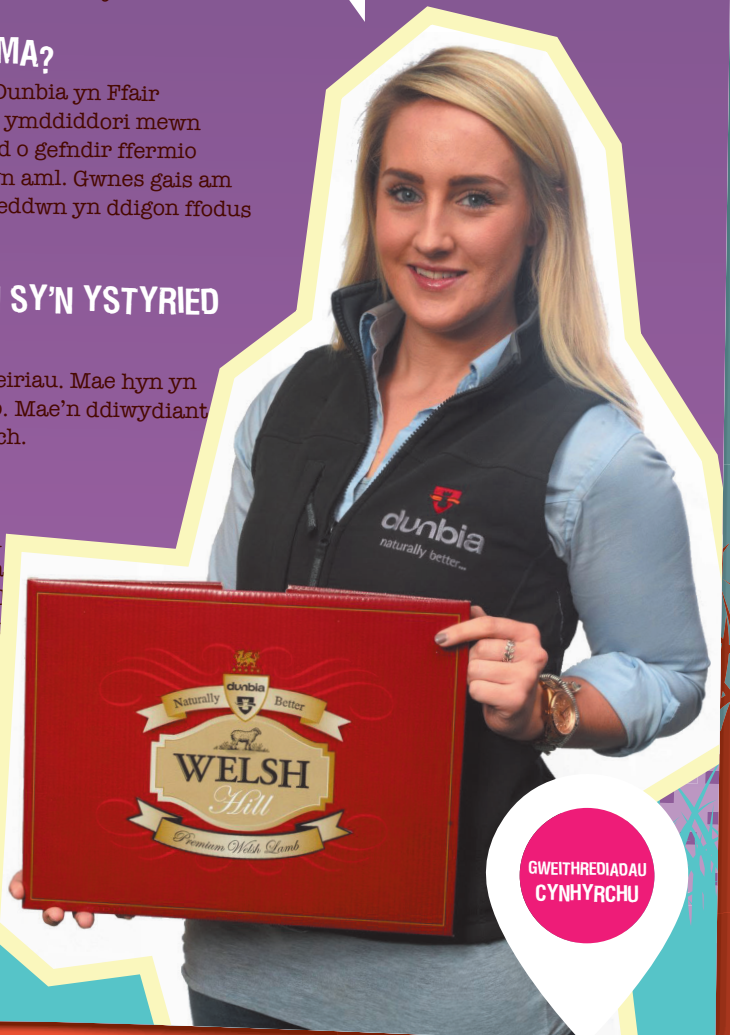 MA?
Dunbia yn Ffair
ymddiddori mewn
d o gefndir ffermio
n aml. Gwnes gais am
eddwn yn ddigon ffodus
SY'N YSTYRIED
eiriau. Mae hyn yn
. Mae'n ddiwydiant
ch.
dunbia
naturally better...
dunbia
Naturally Better
WELSH
Hill
Premium Welsh Lamb
GWEITHREDIADAU
CYNHYRCHU